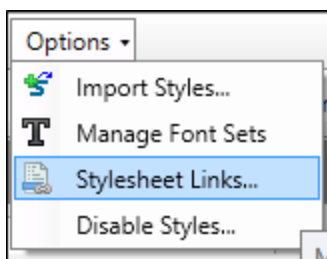 Options
Import Styles...
Manage Font Sets
Stylesheet Links...
Disable Styles...